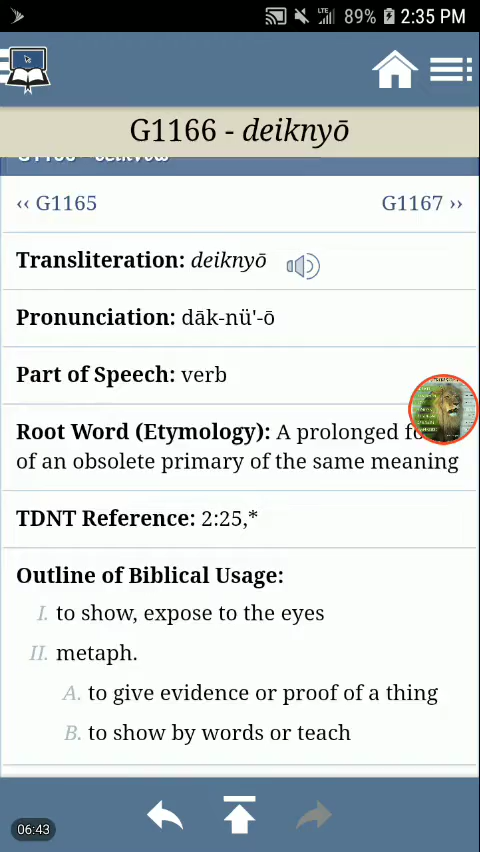 LTE 89% 2:35 PM
G1166 - deiknyō
‹‹ G1165 G1167 ››
Transliteration: deiknyō
Pronunciation: dāk-nü'-ō
Part of Speech: verb
Root Word (Etymology): A prolonged fo
of an obsolete primary of the same meaning
TDNT Reference: 2:25,*
Outline of Biblical Usage:
I. to show, expose to the eyes
II. metaph.
A. to give evidence or proof of a thing
B. to show by words or teach
06:43